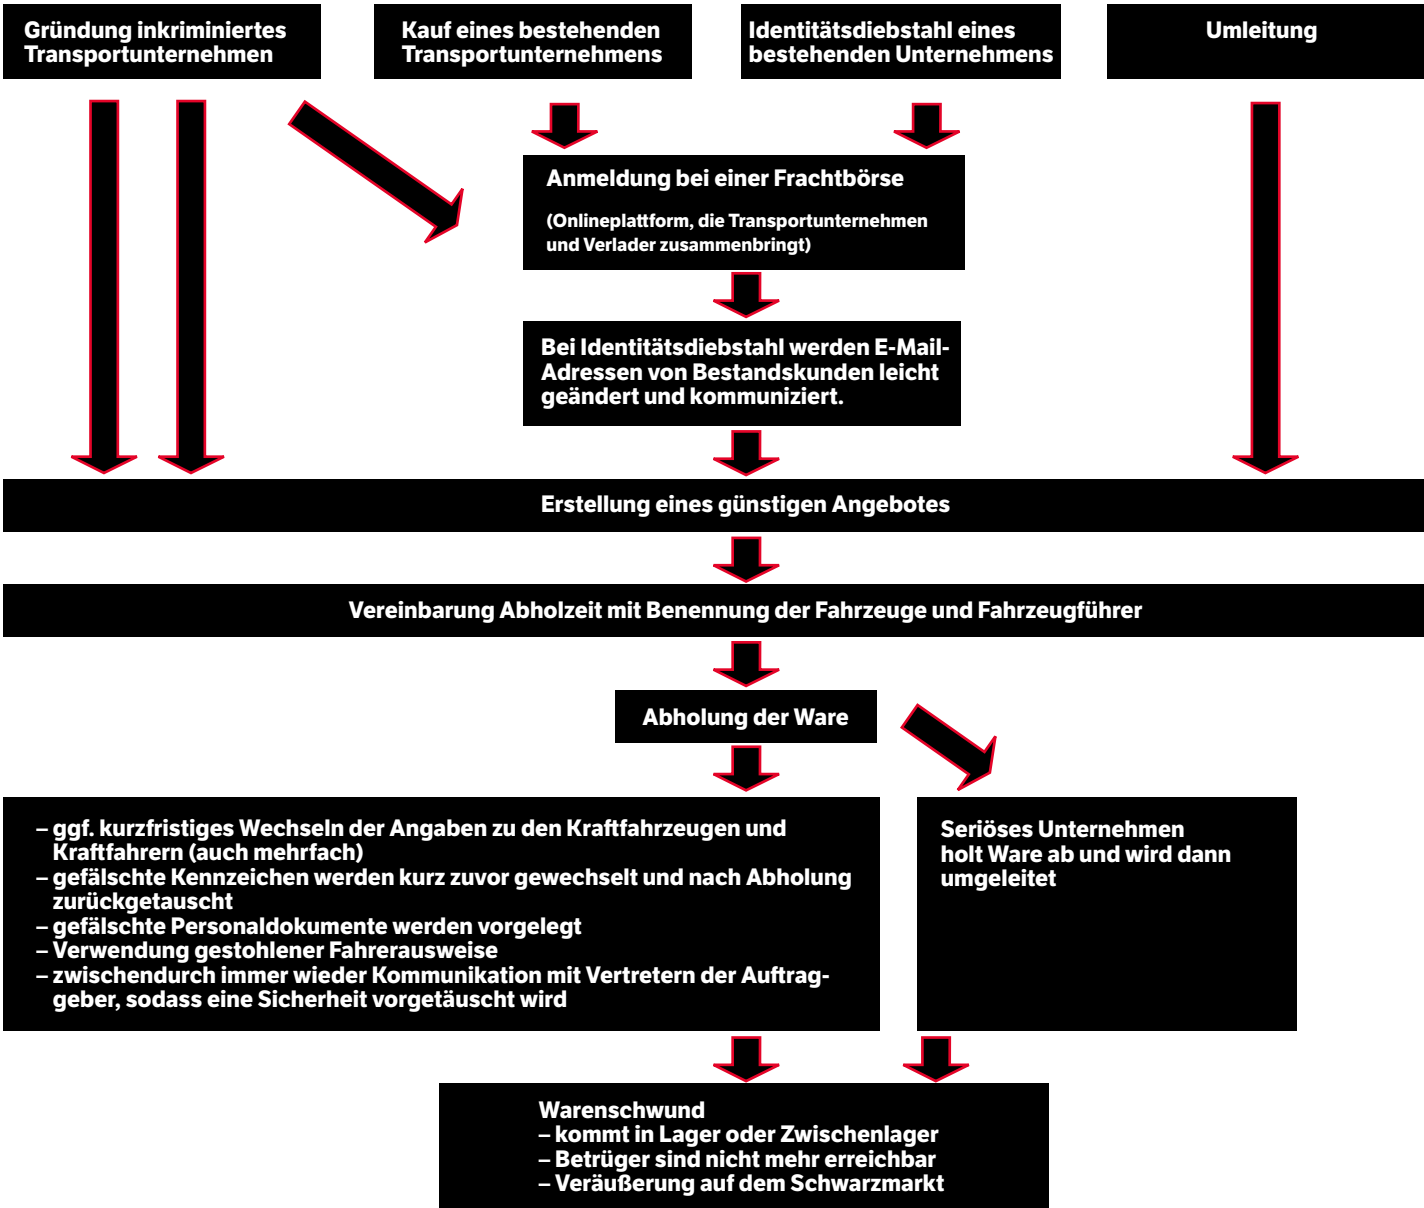 Gründung inkriminiertes
Transportunternehmen
Kauf eines bestehenden
Transportunternehmens
Identitätsdiebstahl eines
bestehenden Unternehmens
Umleitung
Anmeldung bei einer Frachtbörse
(Onlineplattform, die Transportunternehmen
und Verlader zusammenbringt)
Bei Identitätsdiebstahl werden E-Mail-
Adressen von Bestandskunden leicht
geändert und kommuniziert.
Erstellung eines günstigen Angebotes
Vereinbarung Abholzeit mit Benennung der Fahrzeuge und Fahrzeugführer
Abholung der Ware
– ggf. kurzfristiges Wechseln der Angaben zu den Kraftfahrzeugen und
Kraftfahrern (auch mehrfach)
– gefälschte Kennzeichen werden kurz zuvor gewechselt und nach Abholung
zurückgetauscht
– gefälschte Personaldokumente werden vorgelegt
– Verwendung gestohlener Fahrerausweise
– zwischendurch immer wieder Kommunikation mit Vertretern der Auftrag-
geber, sodass eine Sicherheit vorgetäuscht wird
Seriöses Unternehmen
holt Ware ab und wird dann
umgeleitet
Warenschwund
– kommt in Lager oder Zwischenlager
– Betrüger sind nicht mehr erreichbar
– Veräußerung auf dem Schwarzmarkt